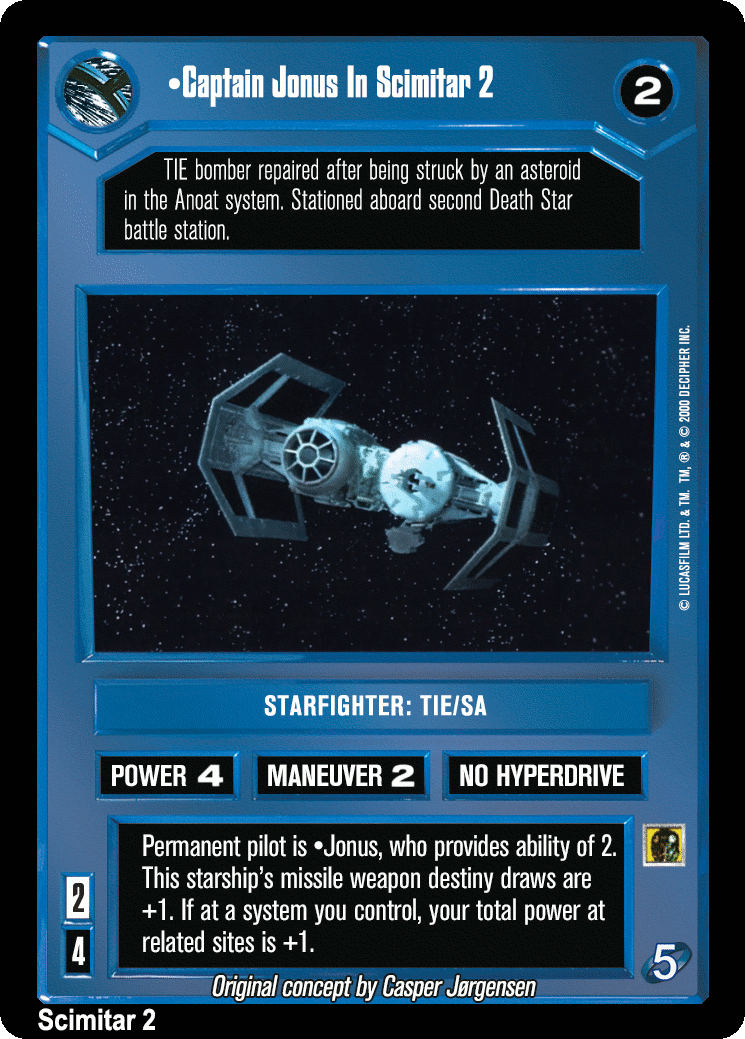 •Captain Jonus In Scimitar 2
2
TIE bomber repaired after being struck by an asteroid
in the Anoat system. Stationed aboard second Death Star
battle station.
© LUCASFILM LTD. & TM. TM, ® & © 2000 DECIPHER INC.
STARFIGHTER: TIE/SA
POWER 4
MANEUVER 2
NO HYPERDRIVE
Permanent pilot is •Jonus, who provides ability of 2.
This starship's missile weapon destiny draws are
+1. If at a system you control, your total power at
related sites is +1.
2
4
5
Original concept by Casper Jørgensen
Scimitar 2